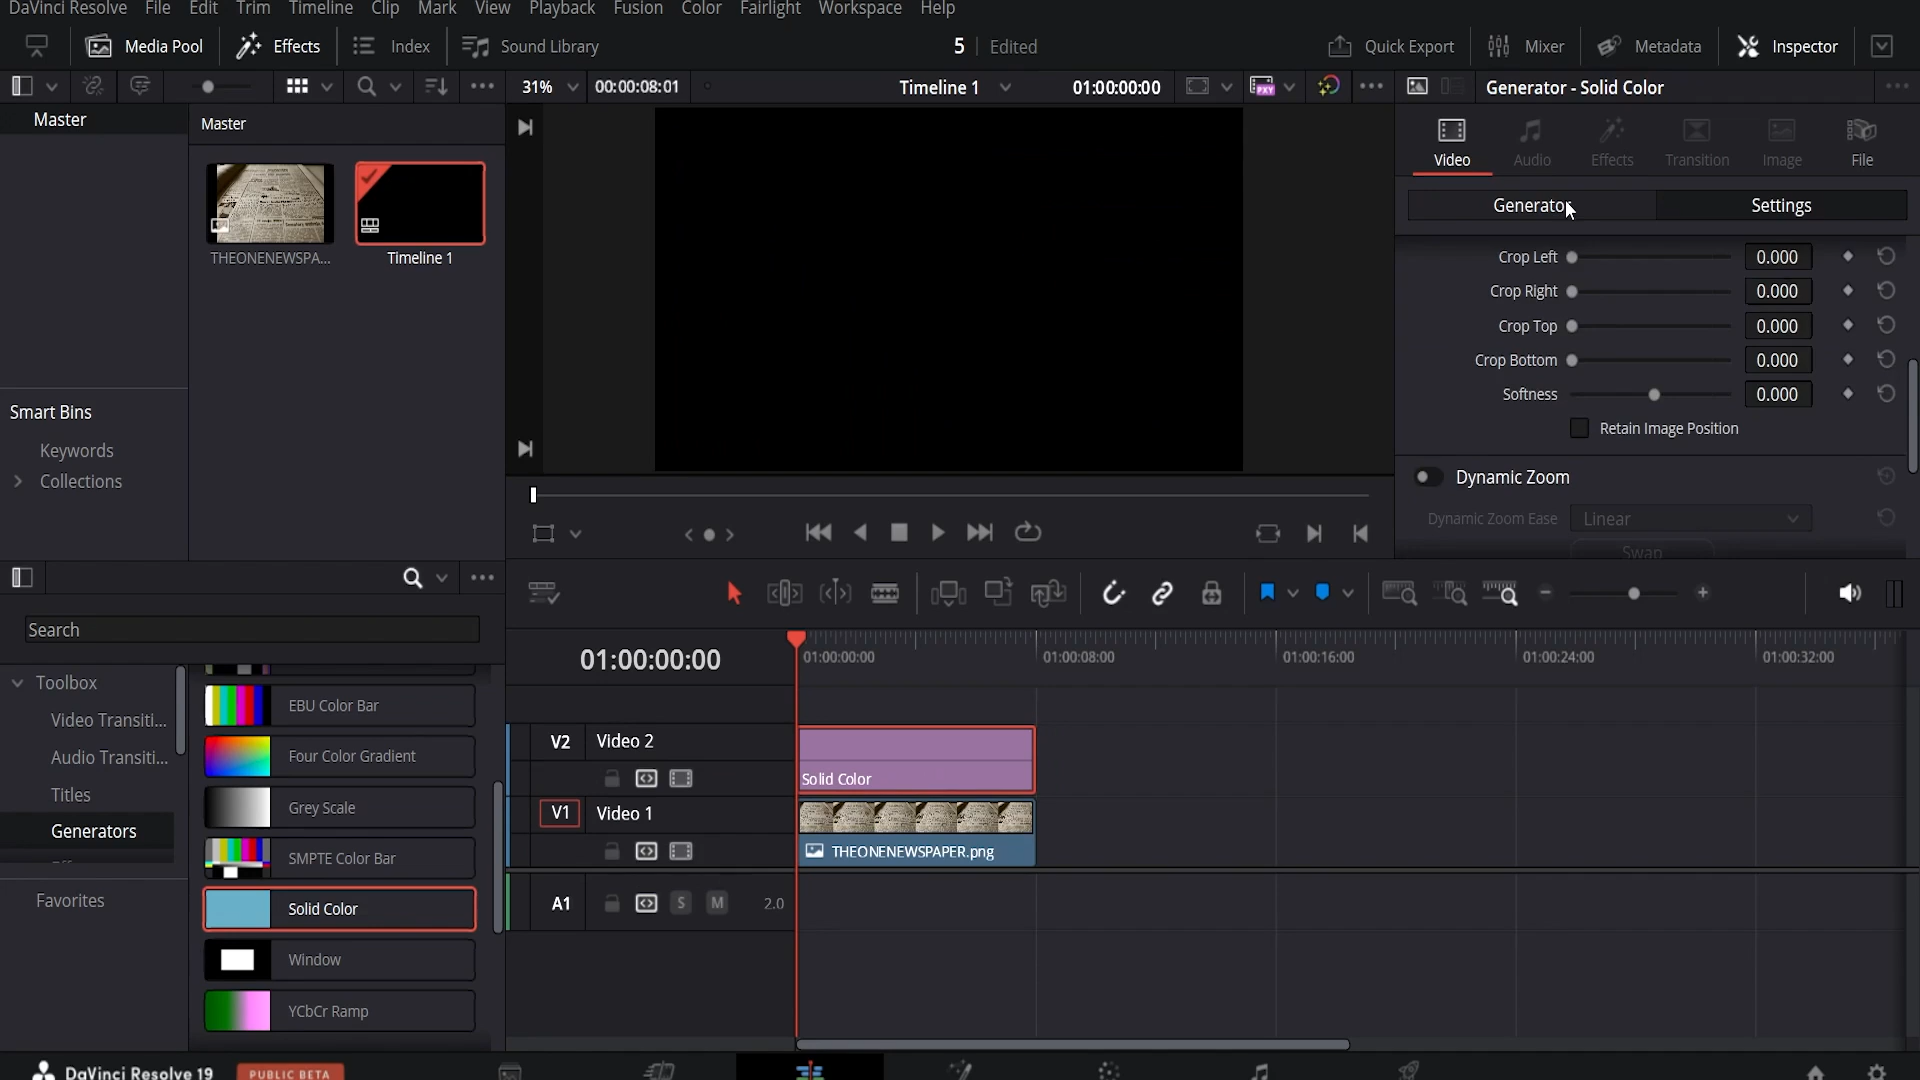 DaVinci Resolve File Edit Trim Timeline Clip Mark View Playback Fusion Color Fairlight Workspace Help
Media Pool Effects Index Sound Library 5 Edited Quick Export Mixer Metadata Inspector
31% 00:00:08:01 Timeline 1 01:00:00:00 PXY Generator - Solid Color
Master
Master
Video Audio Effects Transition Image File
Generator Settings
THEONENEWSPA... Timeline 1
Crop Left 0.000
Crop Right 0.000
Crop Top 0.000
Crop Bottom 0.000
Softness 0.000
Retain Image Position
Dynamic Zoom
Dynamic Zoom Ease Linear
Swap
Smart Bins
Keywords
Collections
Search
Toolbox
Video Transiti...
Audio Transiti...
Titles
Generators
Favorites
EBU Color Bar
Four Color Gradient
Grey Scale
SMPTE Color Bar
Solid Color
Window
YCbCr Ramp
01:00:00:00
01:00:00:00 01:00:08:00 01:00:16:00 01:00:24:00 01:00:32:00
V2 Video 2
Solid Color
V1 Video 1
THEONENEWSPAPER.png
A1 S M 2.0
DaVinci Resolve 19 PUBLIC BETA